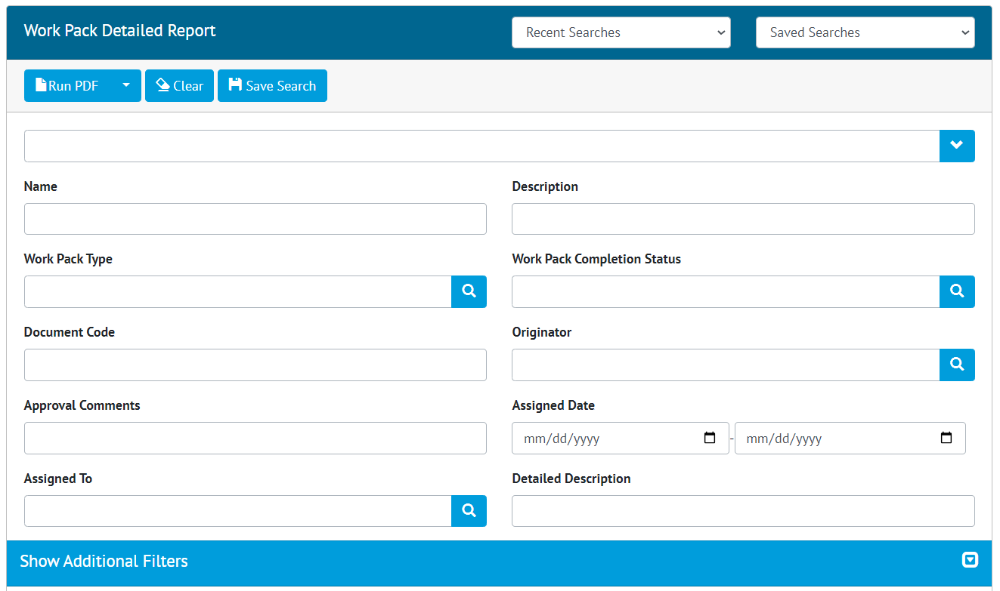 Work Pack Detailed Report
Recent Searches
Saved Searches
Run PDF
Clear
Save Search
Name
Description
Work Pack Type
Work Pack Completion Status
Document Code
Originator
Approval Comments
Assigned Date
mm/dd/yyyy - mm/dd/yyyy
Assigned To
Detailed Description
Show Additional Filters